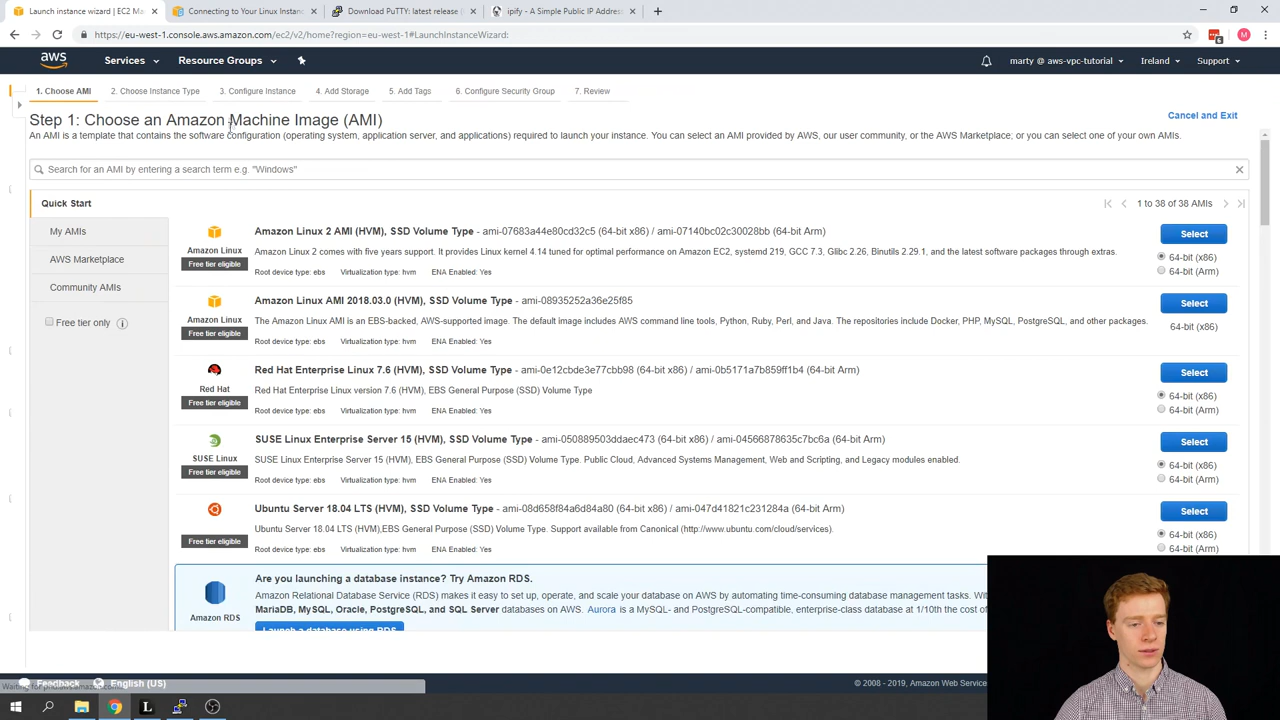 Launch instance wizard | EC2 Ma
Connecting to Your Linux Instanc
Download PuTTY: latest release (
ipify - A Simple Public IP Addres
https://eu-west-1.console.aws.amazon.com/ec2/v2/home?region=eu-west-1#LaunchInstanceWizard:
6
M
aws
Services
Resource Groups
marty @ aws-vpc-tutorial
Ireland
Support
1. Choose AMI
2. Choose Instance Type
3. Configure Instance
4. Add Storage
5. Add Tags
6. Configure Security Group
7. Review
Step 1: Choose an Amazon Machine Image (AMI)
Cancel and Exit
An AMI is a template that contains the software configuration (operating system, application server, and applications) required to launch your instance. You can select an AMI provided by AWS, our user community, or the AWS Marketplace; or you can select one of your own AMIs.
Search for an AMI by entering a search term e.g. "Windows"
Quick Start
My AMIs
AWS Marketplace
Community AMIs
Free tier only
1 to 38 of 38 AMIs
Amazon Linux
Free tier eligible
Amazon Linux 2 AMI (HVM), SSD Volume Type - ami-07683a44e80cd32c5 (64-bit x86) / ami-07140bc02c30028bb (64-bit Arm)
Amazon Linux 2 comes with five years support. It provides Linux kernel 4.14 tuned for optimal performance on Amazon EC2, systemd 219, GCC 7.3, Glibc 2.26, Binutils 2.29.1, and the latest software packages through extras.
Root device type: ebs Virtualization type: hvm ENA Enabled: Yes
Select
64-bit (x86)
64-bit (Arm)
Amazon Linux
Free tier eligible
Amazon Linux AMI 2018.03.0 (HVM), SSD Volume Type - ami-08935252a36e25f85
The Amazon Linux AMI is an EBS-backed, AWS-supported image. The default image includes AWS command line tools, Python, Ruby, Perl, and Java. The repositories include Docker, PHP, MySQL, PostgreSQL, and other packages.
Root device type: ebs Virtualization type: hvm ENA Enabled: Yes
Select
64-bit (x86)
Red Hat
Free tier eligible
Red Hat Enterprise Linux 7.6 (HVM), SSD Volume Type - ami-0e12cbde3e77cbb98 (64-bit x86) / ami-0b5171a7b859ff1b4 (64-bit Arm)
Red Hat Enterprise Linux version 7.6 (HVM), EBS General Purpose (SSD) Volume Type
Root device type: ebs Virtualization type: hvm ENA Enabled: Yes
Select
64-bit (x86)
64-bit (Arm)
SUSE Linux
Free tier eligible
SUSE Linux Enterprise Server 15 (HVM), SSD Volume Type - ami-050889503ddaec473 (64-bit x86) / ami-04566878635c7bc6a (64-bit Arm)
SUSE Linux Enterprise Server 15 (HVM), EBS General Purpose (SSD) Volume Type. Public Cloud, Advanced Systems Management, Web and Scripting, and Legacy modules enabled.
Root device type: ebs Virtualization type: hvm ENA Enabled: Yes
Select
64-bit (x86)
64-bit (Arm)
Free tier eligible
Ubuntu Server 18.04 LTS (HVM), SSD Volume Type - ami-08d658f84a6d84a80 (64-bit x86) / ami-047d41821c231284a (64-bit Arm)
Ubuntu Server 18.04 LTS (HVM),EBS General Purpose (SSD) Volume Type. Support available from Canonical (http://www.ubuntu.com/cloud/services).
Root device type: ebs Virtualization type: hvm ENA Enabled: Yes
Select
64-bit (x86)
64-bit (Arm)
Amazon RDS
Are you launching a database instance? Try Amazon RDS.
Amazon Relational Database Service (RDS) makes it easy to set up, operate, and scale your database on AWS by automating time-consuming database management tasks. Wit
MariaDB, MySQL, Oracle, PostgreSQL, and SQL Server databases on AWS. Aurora is a MySQL- and PostgreSQL-compatible, enterprise-class database at 1/10th the cost of
Launch a database using RDS
Feedback
English (US)
© 2008 - 2019, Amazon Web Service
L